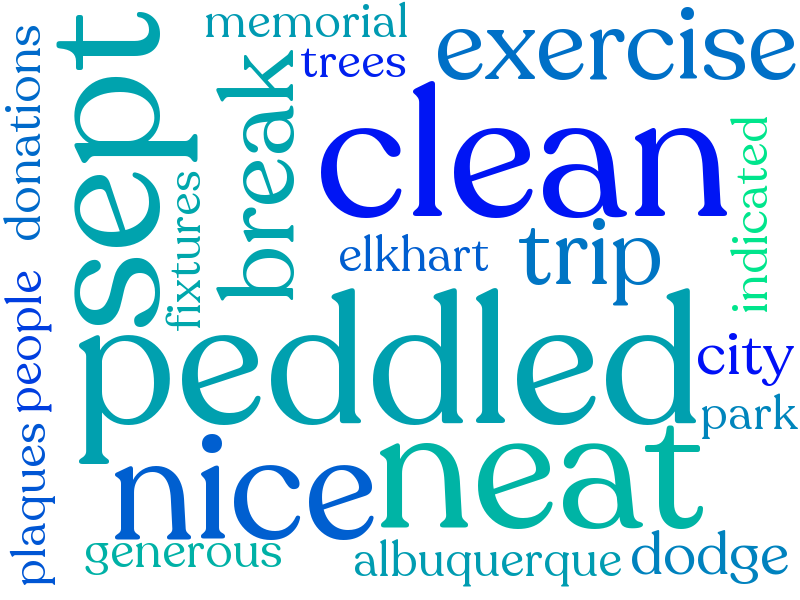 memorial
exercise
trees
donations
sept
break
clean
indicated
fixtures
elkhart
trip
people
peddled
city
park
plaques
nice
neat
generous
albuquerque
dodge